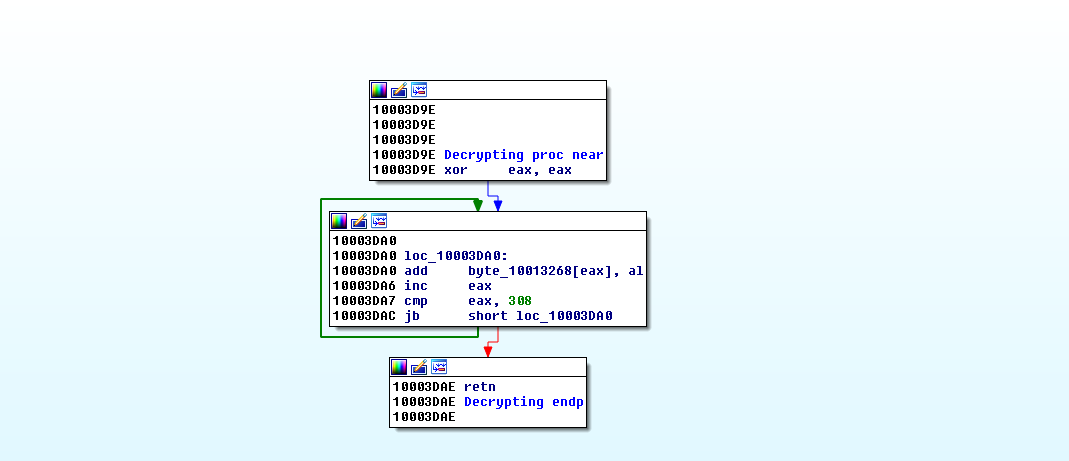 10003D9E
10003D9E
10003D9E
10003D9E Decrypting proc near
10003D9E xor     eax, eax
10003DA0
10003DA0 loc_10003DA0:
10003DA0 add     byte_10013268[eax], al
10003DA6 inc     eax
10003DA7 cmp     eax, 308
10003DAC jb      short loc_10003DA0
10003DAE retn
10003DAE Decrypting endp
10003DAE